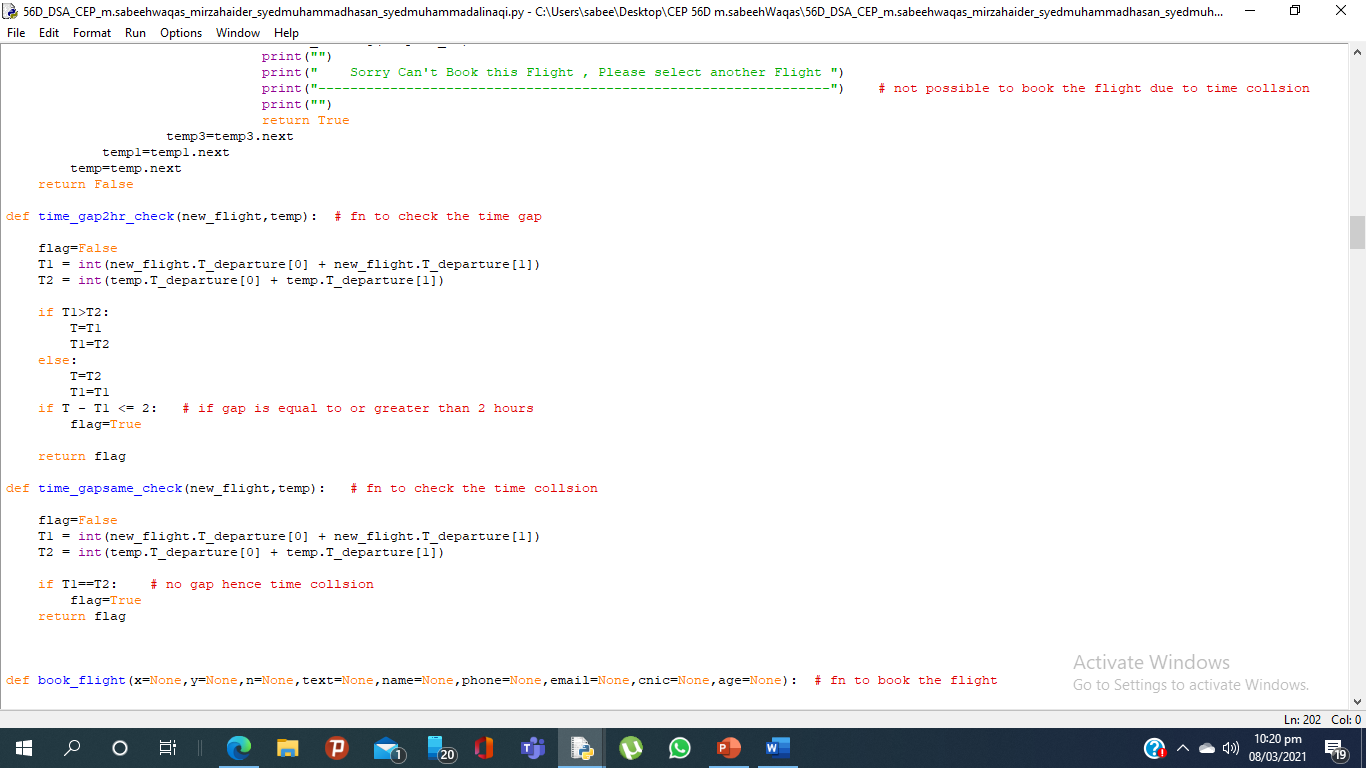 56D_DSA_CEP_m.sabeehwaqas_mirzahaider_syedmuhammadhasan_syedmuhammadalinaqi.py - C:\Users\sabee\Desktop\CEP 56D m.sabeehWaqas\56D_DSA_CEP_m.sabeehwaqas_mirzahaider_syedmuhammadhasan_syedmuh...
File Edit Format Run Options Window Help
print("")
print("    Sorry Can't Book this Flight , Please select another Flight ")
print("----------------------------------------------------------------")    # not possible to book the flight due to time collsion
print("")
return True
temp3=temp3.next
temp1=temp1.next
temp=temp.next
return False
def time_gap2hr_check(new_flight,temp):  # fn to check the time gap
flag=False
T1 = int(new_flight.T_departure[0] + new_flight.T_departure[1])
T2 = int(temp.T_departure[0] + temp.T_departure[1])
if T1>T2:
T=T1
T1=T2
else:
T=T2
T1=T1
if T - T1 <= 2:   # if gap is equal to or greater than 2 hours
flag=True
return flag
def time_gapsame_check(new_flight,temp):   # fn to check the time collsion
flag=False
T1 = int(new_flight.T_departure[0] + new_flight.T_departure[1])
T2 = int(temp.T_departure[0] + temp.T_departure[1])
if T1==T2:    # no gap hence time collsion
flag=True
return flag
def book_flight(x=None,y=None,n=None,text=None,name=None,phone=None,email=None,cnic=None,age=None):  # fn to book the flight
Activate Windows
Go to Settings to activate Windows.
Ln: 202 Col: 0
1
20
10:20 pm
08/03/2021
19